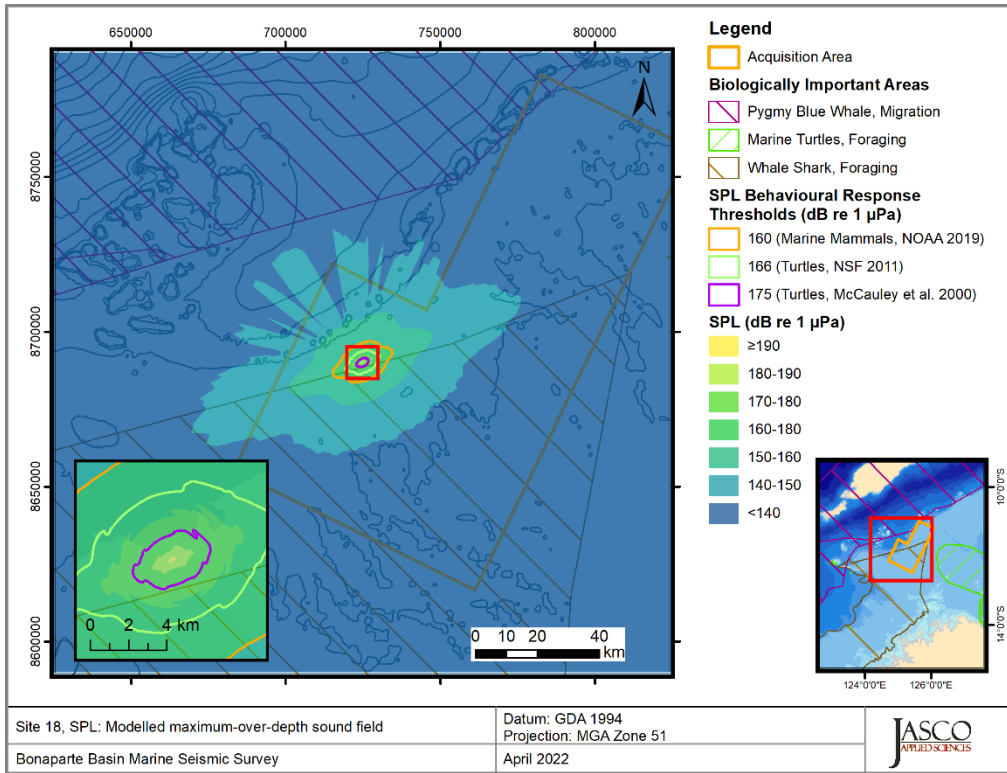 650000
700000
750000
800000
8750000
8700000
8650000
8600000
N
0 2 4 km
0 10 20 40
km
Legend
Acquisition Area
Biologically Important Areas
Pygmy Blue Whale, Migration
Marine Turtles, Foraging
Whale Shark, Foraging
SPL Behavioural Response
Thresholds (dB re 1 µPa)
160 (Marine Mammals, NOAA 2019)
166 (Turtles, NSF 2011)
175 (Turtles, McCauley et al. 2000)
SPL (dB re 1 µPa)
≥190
180-190
170-180
160-180
150-160
140-150
<140
10°0'0"S
14°0'0"S
124°0'0"E 126°0'0"E
Site 18, SPL: Modelled maximum-over-depth sound field
Bonaparte Basin Marine Seismic Survey
Datum: GDA 1994
Projection: MGA Zone 51
April 2022
JASCO
APPLIED SCIENCES